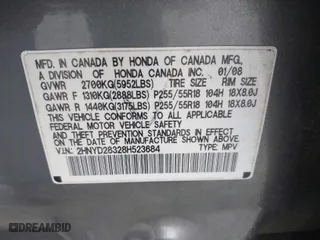 MFD. IN CANADA BY HONDA OF CANADA MFG.,
A DIVISION OF HONDA CANADA INC. 01/08
GVWR 2700KG(5952LBS) TIRE SIZE RIM SIZE
GAWR F 1310KG(2888LBS) P255/55R18 104H 18X8.0J
GAWR R 1440KG(3175LBS) P255/55R18 104H 18X8.0J
THIS VEHICLE CONFORMS TO ALL APPLICABLE
FEDERAL MOTOR VEHICLE SAFETY
AND THEFT PREVENTION STANDARDS IN EFFECT ON
THE DATE OF MANUFACTURE SHOWN ABOVE.
V.I.N.: 2HNYD28328H523684 TYPE: MPV